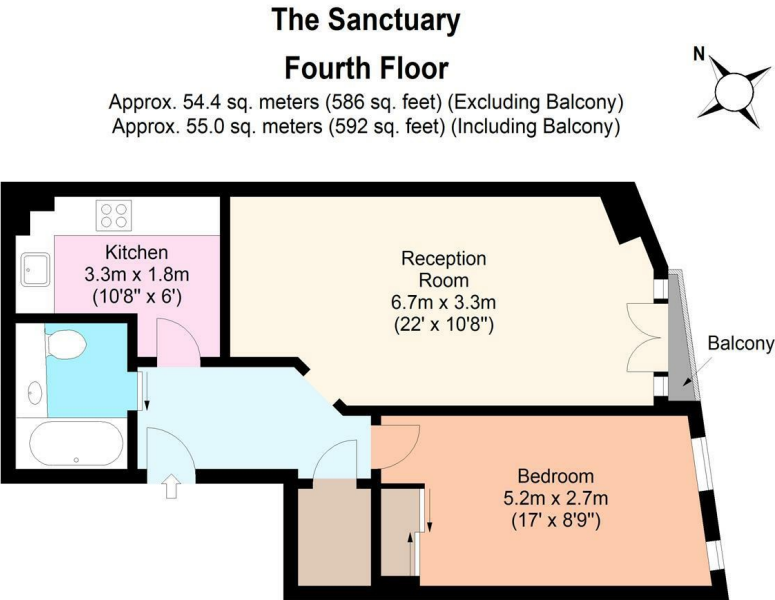 The Sanctuary
Fourth Floor
Approx. 54.4 sq. meters (586 sq. feet) (Excluding Balcony)
Approx. 55.0 sq. meters (592 sq. feet) (Including Balcony)
N
Kitchen
3.3m x 1.8m
(10'8" x 6')
Reception
Room
6.7m x 3.3m
(22' x 10'8")
Balcony
Bedroom
5.2m x 2.7m
(17' x 8'9")